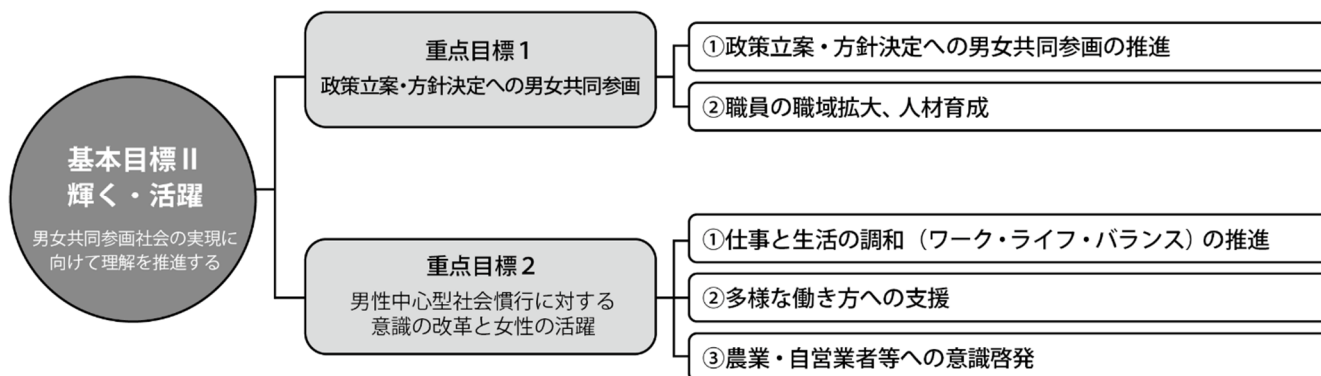 基本目標Ⅱ
輝く・活躍
男女共同参画社会の実現に
向けて理解を推進する
重点目標1
政策立案・方針決定への男女共同参画
①政策立案・方針決定への男女共同参画の推進
②職員の職域拡大、人材育成
重点目標2
男性中心型社会慣行に対する
意識の改革と女性の活躍
①仕事と生活の調和（ワーク・ライフ・バランス）の推進
②多様な働き方への支援
③農業・自営業者等への意識啓発